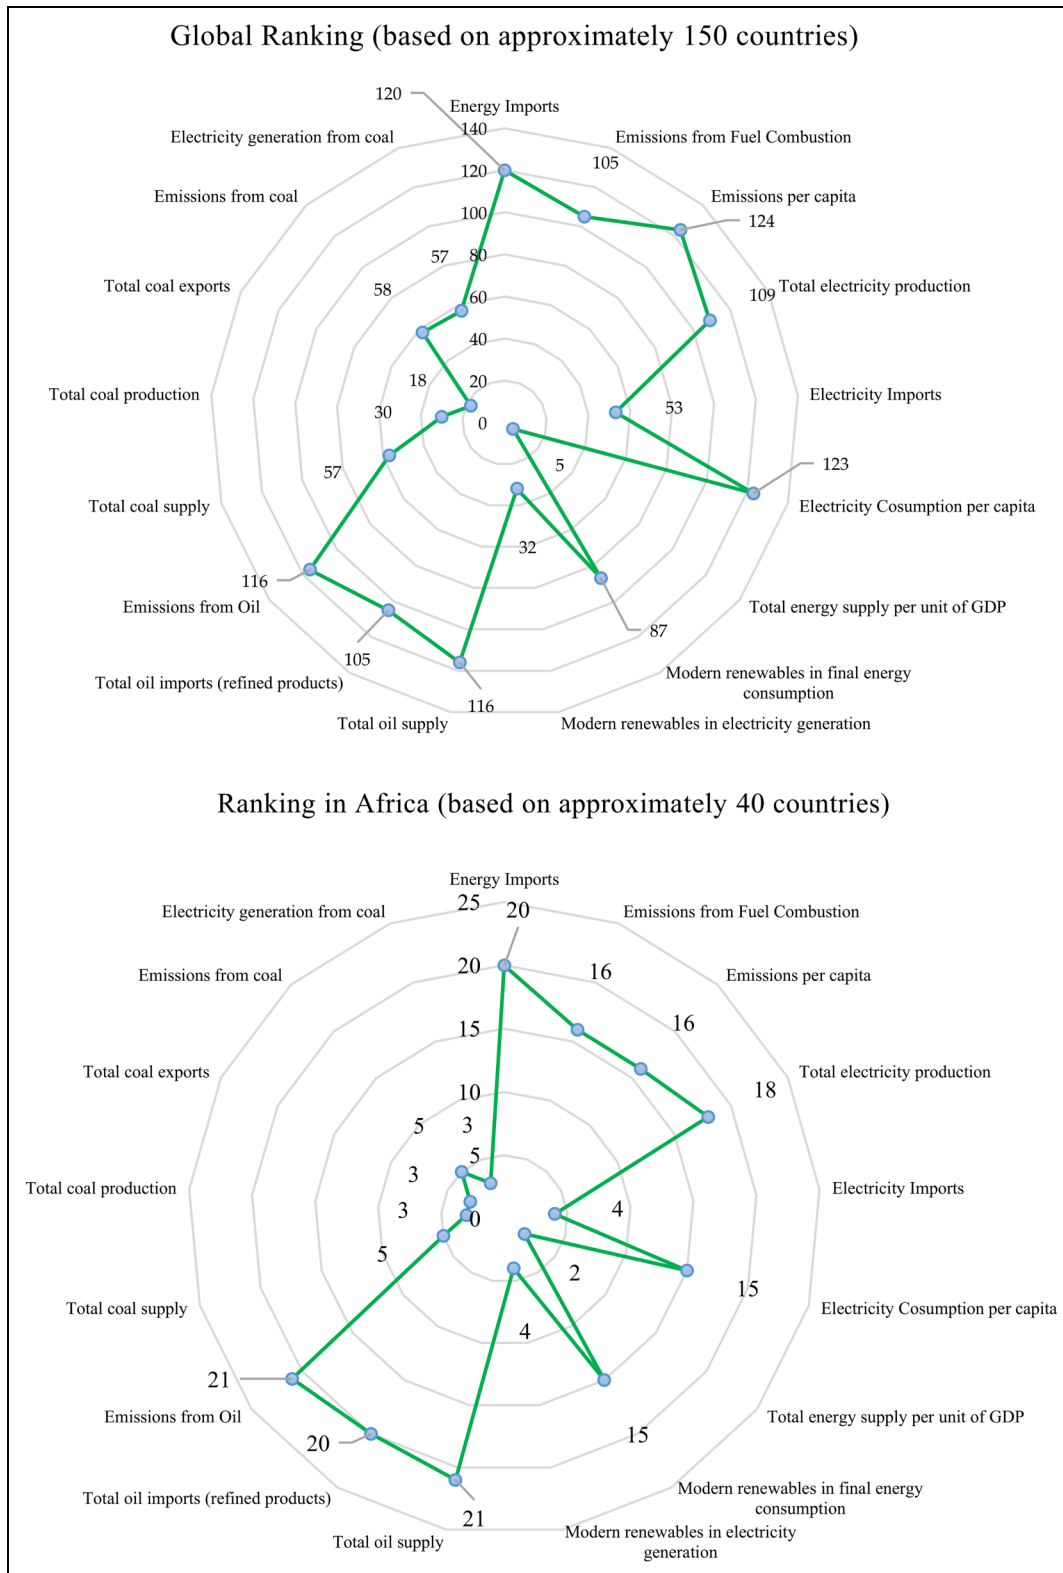 Global Ranking (based on approximately 150 countries)
120
Energy Imports
140
Electricity generation from coal
Emissions from Fuel Combustion
105
120
Emissions from coal
Emissions per capita
124
100
57
80
58
Total coal exports
109
Total electricity production
60
40
18
20
Total coal production
30
0
53
Electricity Imports
57
5
123
Total coal supply
Electricity Cosumption per capita
32
116
Emissions from Oil
Total energy supply per unit of GDP
87
105
Total oil imports (refined products)
Modern renewables in final energy
consumption
116
Total oil supply
Modern renewables in electricity generation
Ranking in Africa (based on approximately 40 countries)
Energy Imports
25
20
Electricity generation from coal
Emissions from Fuel Combustion
20
16
Emissions from coal
Emissions per capita
15
16
Total coal exports
Total electricity production
18
10
5
3
5
3
Total coal production
Electricity Imports
3
0
4
5
2
15
Total coal supply
Electricity Cosumption per capita
4
21
Emissions from Oil
Total energy supply per unit of GDP
20
15
Total oil imports (refined products)
Modern renewables in final energy
consumption
21
Total oil supply
Modern renewables in electricity
generation